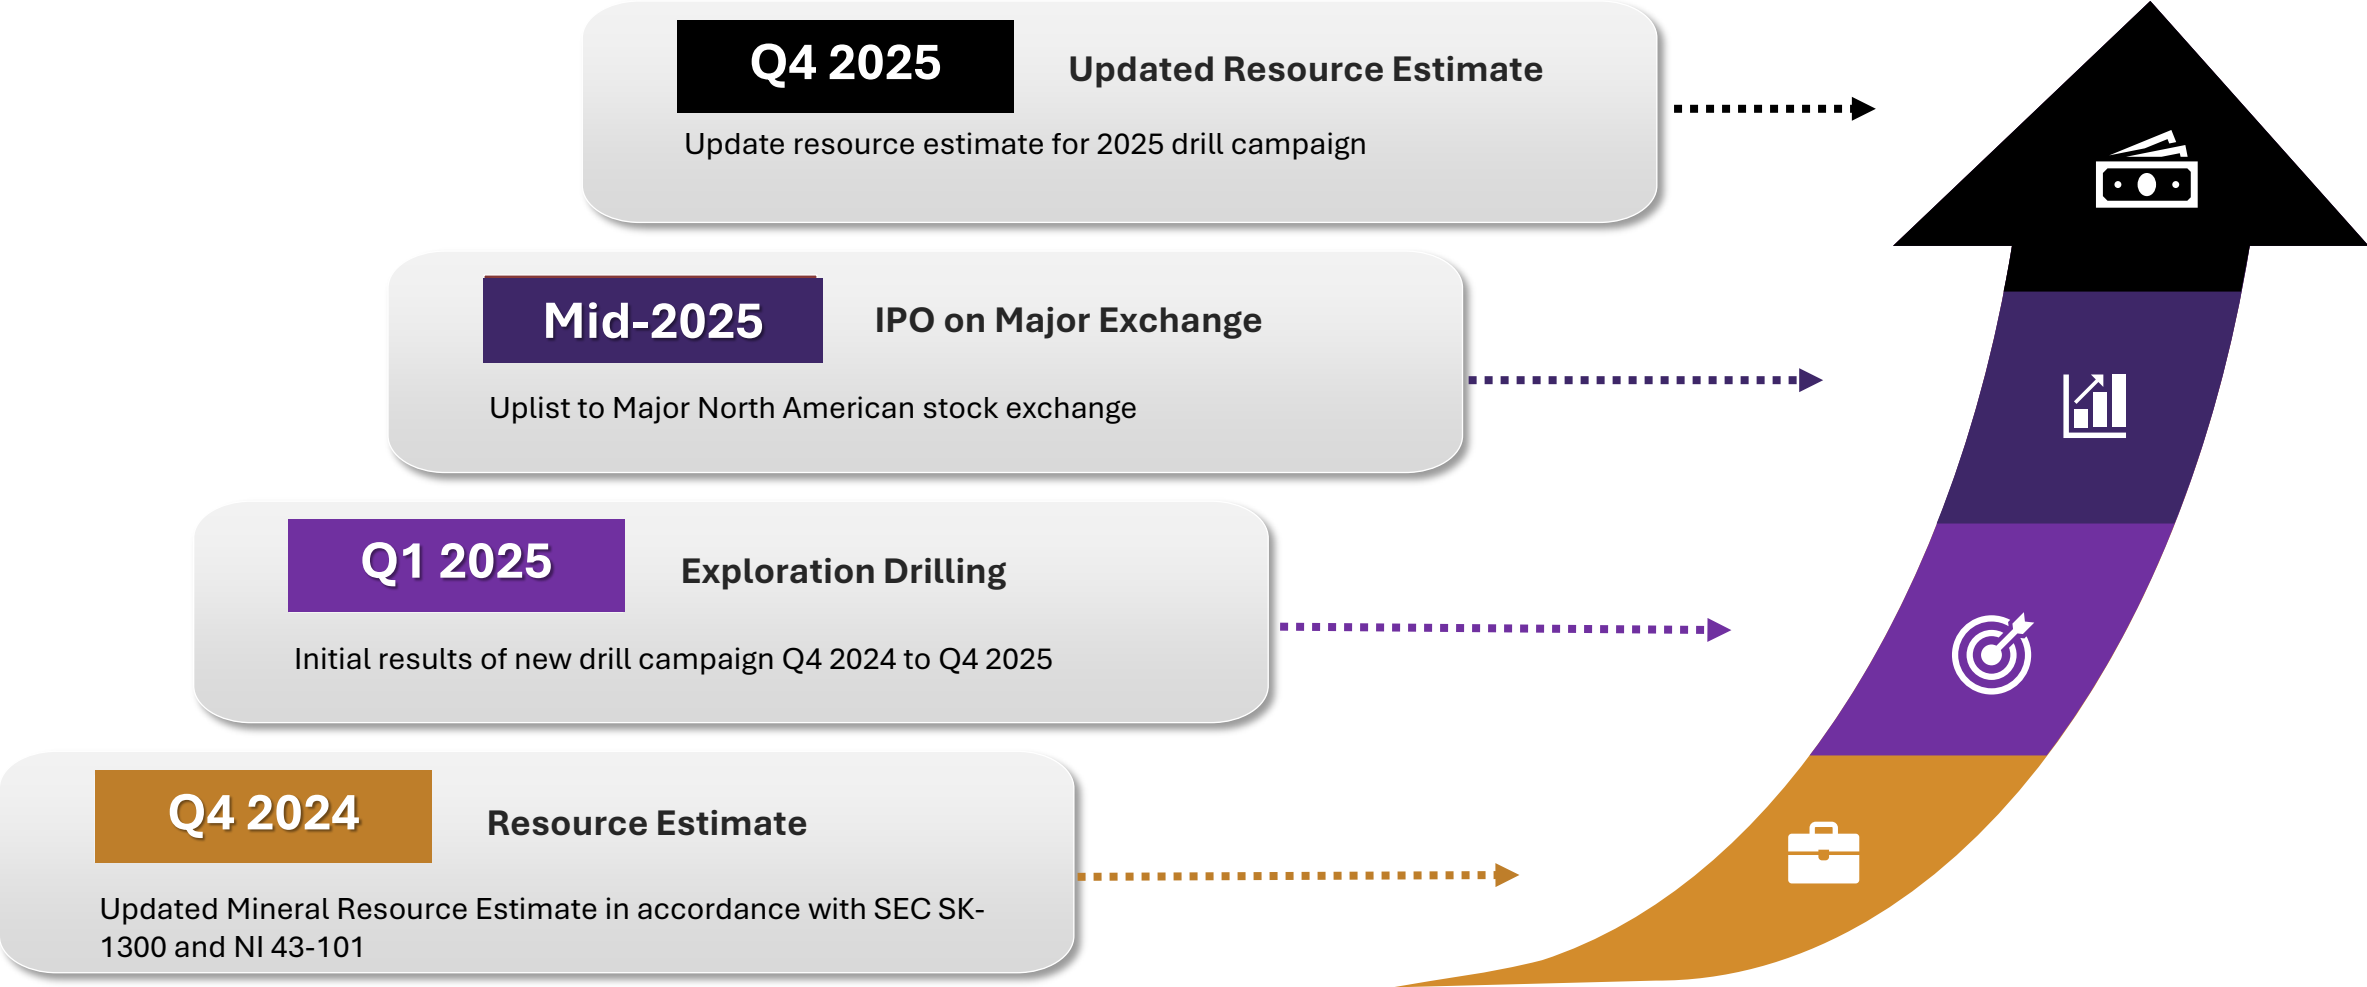 Q4 2025
Updated Resource Estimate
Update resource estimate for 2025 drill campaign
Mid-2025
IPO on Major Exchange
Uplist to Major North American stock exchange
Q1 2025
Exploration Drilling
Initial results of new drill campaign Q4 2024 to Q4 2025
Q4 2024
Resource Estimate
Updated Mineral Resource Estimate in accordance with SEC SK-
1300 and NI 43-101